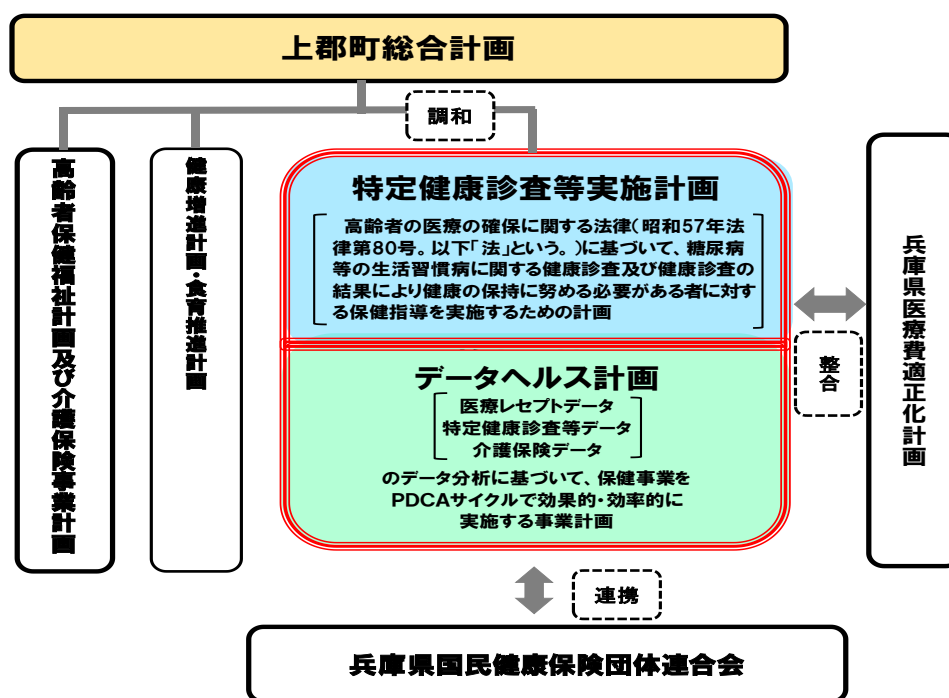 上郡町総合計画
調和
高齢者保健福祉計画及び介護保険事業計画
健康増進計画・食育推進計画
特定健康診査等実施計画
高齢者の医療の確保に関する法律(昭和57年法
律第80号。以下「法」という。)に基づいて、糖尿病
等の生活習慣病に関する健康診査及び健康診査の
結果により健康の保持に努める必要がある者に対す
る保健指導を実施するための計画
データヘルス計画
医療レセプトデータ
特定健康診査等データ
介護保険データ
のデータ分析に基づいて、保健事業を
PDCAサイクルで効果的・効率的に
実施する事業計画
整合
兵庫県医療費適正化計画
連携
兵庫県国民健康保険団体連合会